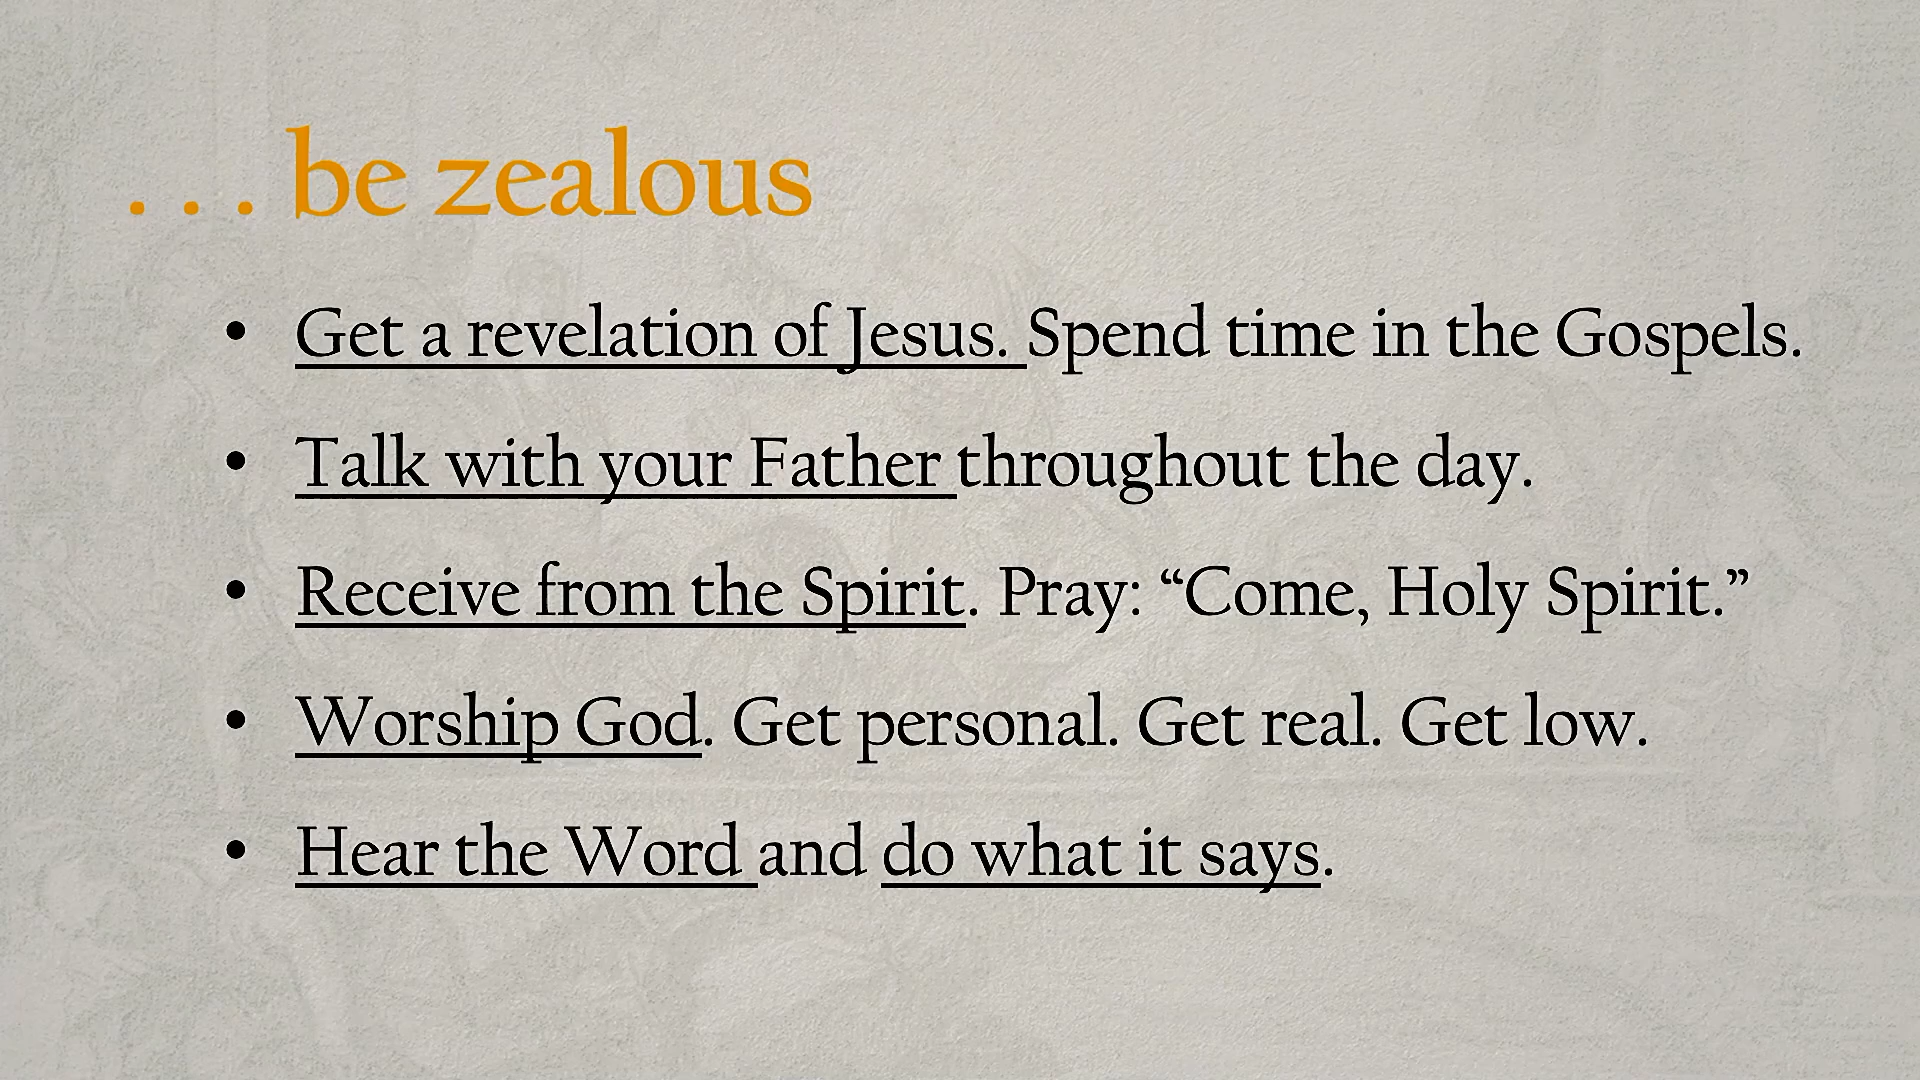 . . . be zealous
• Get a revelation of Jesus. Spend time in the Gospels.
• Talk with your Father throughout the day.
• Receive from the Spirit. Pray: “Come, Holy Spirit.”
• Worship God. Get personal. Get real. Get low.
• Hear the Word and do what it says.